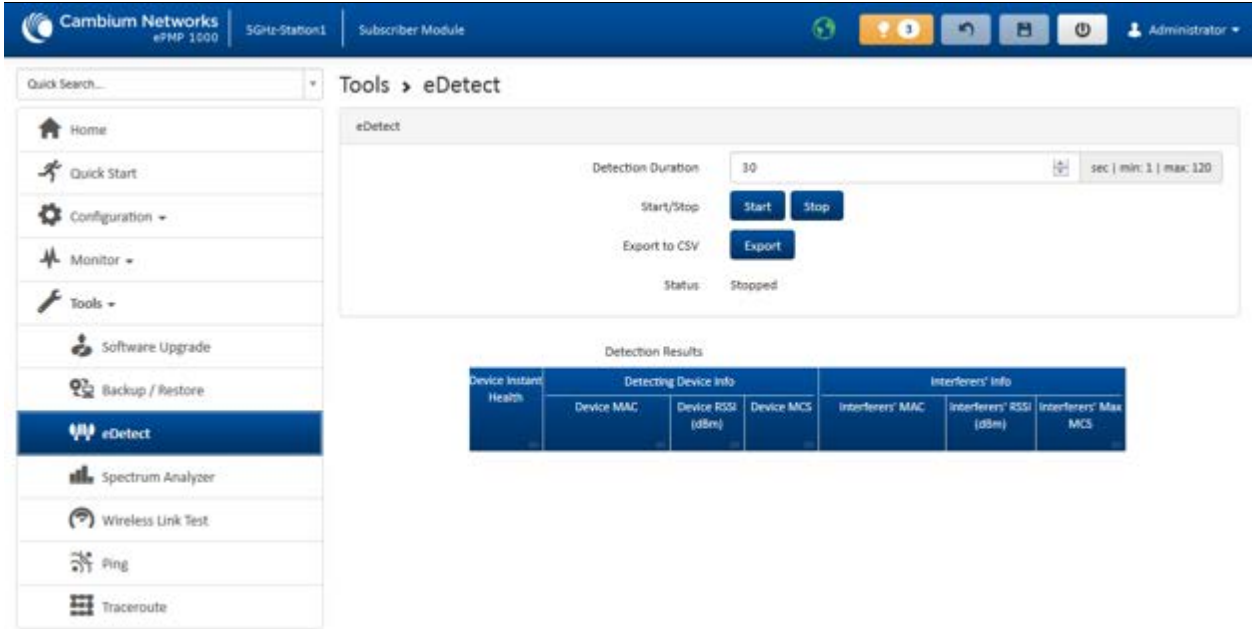 Cambium Networks
ePMP 1000
5GHz-Station1
Subscriber Module
3
Administrator
Quick Search...
Tools > eDetect
Home
Quick Start
Configuration
Monitor
Tools
Software Upgrade
Backup / Restore
eDetect
Spectrum Analyzer
Wireless Link Test
Ping
Traceroute
eDetect
Detection Duration
30
sec | min: 1 | max: 120
Start/Stop
Start
Stop
Export to CSV
Export
Status
Stopped
Detection Results
Device Instant
Health
Detecting Device Info
Interferers' Info
Device MAC
Device RSSI
(dBm)
Device MCS
Interferers' MAC
Interferers' RSSI
(dBm)
Interferers' Max
MCS